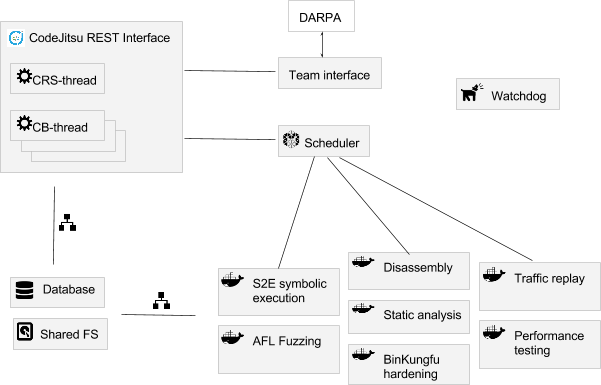 DARPA
CodeJitsu REST Interface
Team interface
CRS-thread
Watchdog
CB-thread
Scheduler
S2E symbolic
execution
Disassembly
Traffic replay
Database
Static analysis
Shared FS
AFL Fuzzing
Performance
testing
BinKungfu
hardening